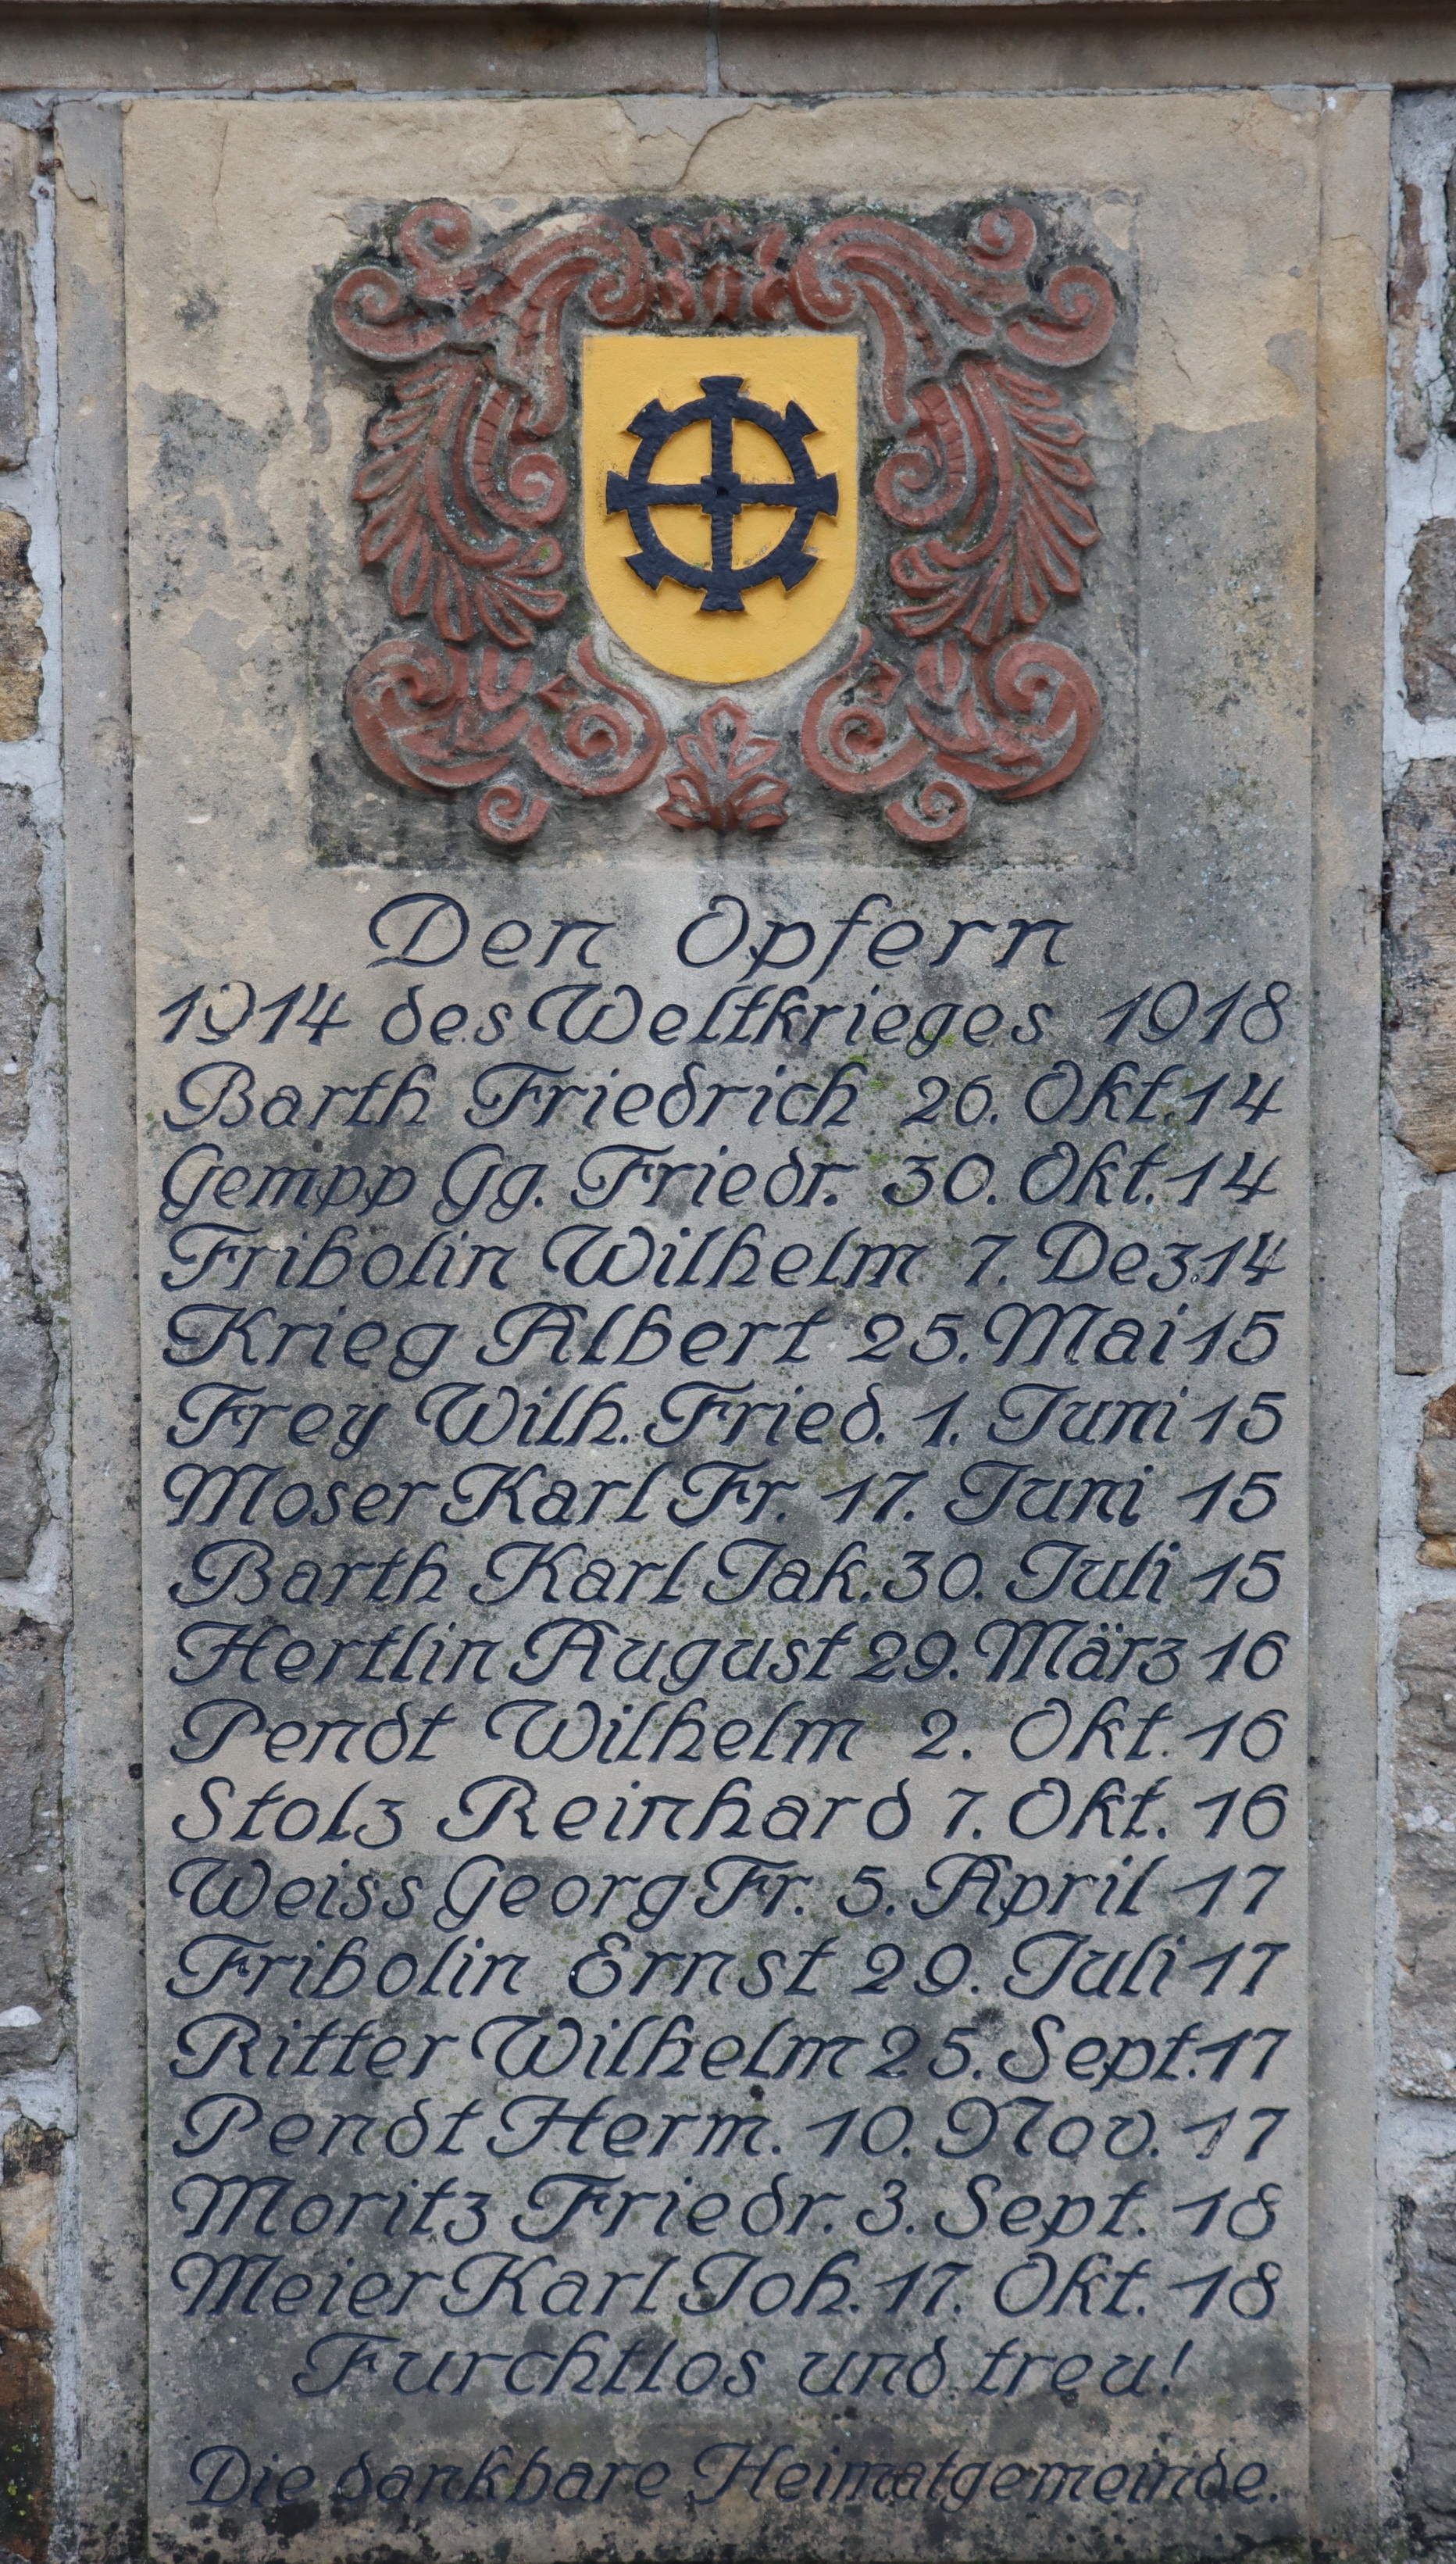 Den Opfern
1914 des Weltkrieges 1918
Barth Friedrich 26. Okt. 14
Gempp Gg. Friedr. 30. Okt. 14
Fribolin Wilhelm 7. Dez. 14
Krieg Albert 25. Mai 15
Frey Wilh. Fried. 1. Juni 15
Moser Karl Fr. 17. Juni 15
Barth Karl Jak. 30. Juli 15
Hertlin August 29. März 16
Pendt Wilhelm 2. Okt. 16
Stolz Reinhard 7. Okt. 16
Weiss Georg Fr. 5. April 17
Fribolin Ernst 29. Juli 17
Ritter Wilhelm 25. Sept. 17
Pendt Herm. 10. Nov. 17
Moritz Friedr. 3. Sept. 18
Meier Karl Joh. 17. Okt. 18
Furchtlos und treu!
Die dankbare Heimatgemeinde.